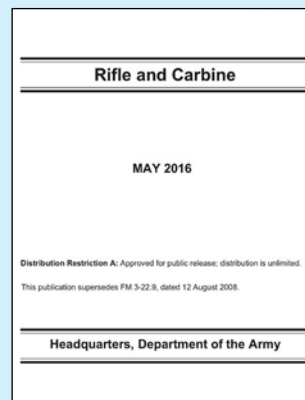 Rifle and Carbine
MAY 2016
Distribution Restriction A: Approved for public release; distribution is unlimited.
This publication supersedes FM 3-22.9, dated 12 August 2008.
Headquarters, Department of the Army